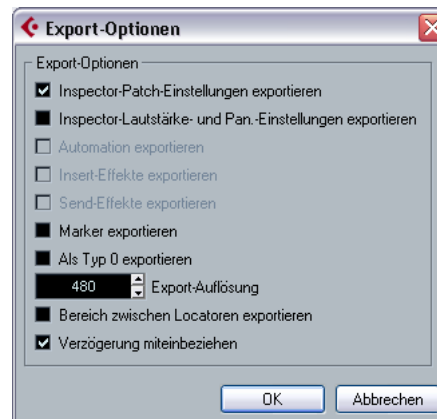 Export-Optionen
Export-Optionen
Inspector-Patch-Einstellungen exportieren
Inspector-Lautstärke- und Pan.-Einstellungen exportieren
Automation exportieren
Insert-Effekte exportieren
Send-Effekte exportieren
Marker exportieren
Als Typ 0 exportieren
480 Export-Auflösung
Bereich zwischen Locatoren exportieren
Verzögerung miteinbeziehen
OK Abbrechen